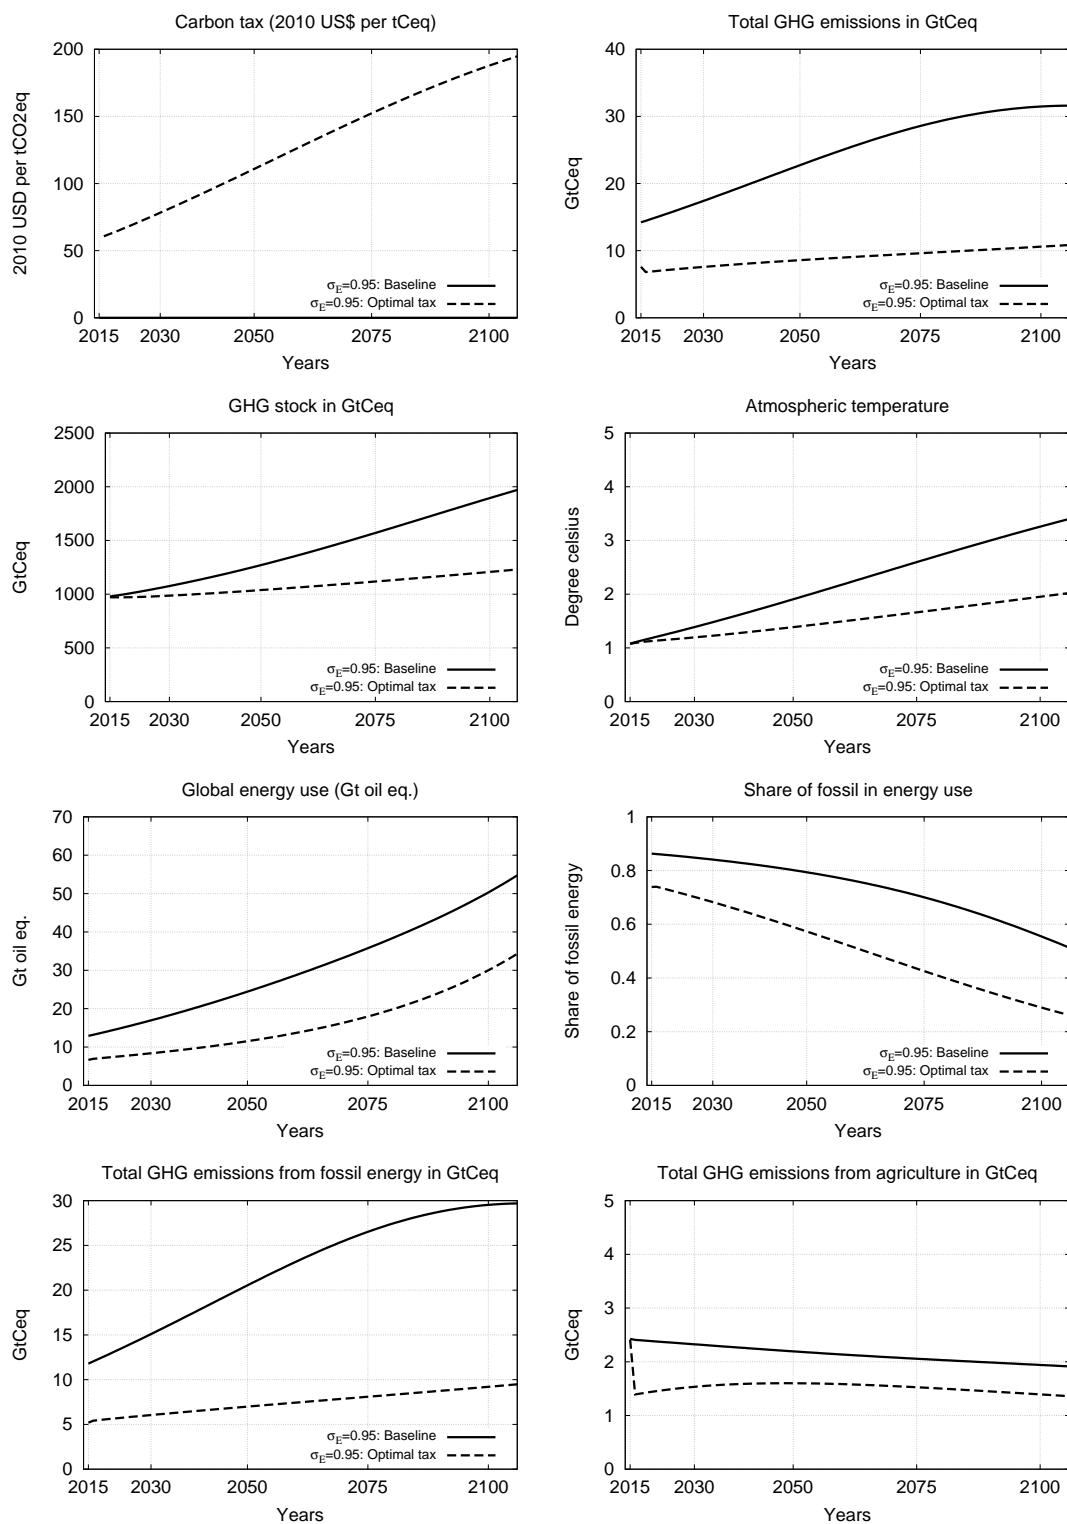 Carbon tax (2010 US$ per tCeq)
200
150
100
50
0
2010 USD per tCO2eq
σE=0.95: Baseline
σE=0.95: Optimal tax
2015 2030 2050 2075 2100
Years
Total GHG emissions in GtCeq
40
30
20
10
0
GtCeq
σE=0.95: Baseline
σE=0.95: Optimal tax
2015 2030 2050 2075 2100
Years
GHG stock in GtCeq
2500
2000
1500
1000
500
0
GtCeq
σE=0.95: Baseline
σE=0.95: Optimal tax
2015 2030 2050 2075 2100
Years
Atmospheric temperature
5
4
3
2
1
0
Degree celsius
σE=0.95: Baseline
σE=0.95: Optimal tax
2015 2030 2050 2075 2100
Years
Global energy use (Gt oil eq.)
70
60
50
40
30
20
10
0
Gt oil eq.
σE=0.95: Baseline
σE=0.95: Optimal tax
2015 2030 2050 2075 2100
Years
Share of fossil in energy use
1
0.8
0.6
0.4
0.2
0
Share of fossil energy
σE=0.95: Baseline
σE=0.95: Optimal tax
2015 2030 2050 2075 2100
Years
Total GHG emissions from fossil energy in GtCeq
30
25
20
15
10
5
0
GtCeq
σE=0.95: Baseline
σE=0.95: Optimal tax
2015 2030 2050 2075 2100
Years
Total GHG emissions from agriculture in GtCeq
5
4
3
2
1
0
GtCeq
σE=0.95: Baseline
σE=0.95: Optimal tax
2015 2030 2050 2075 2100
Years